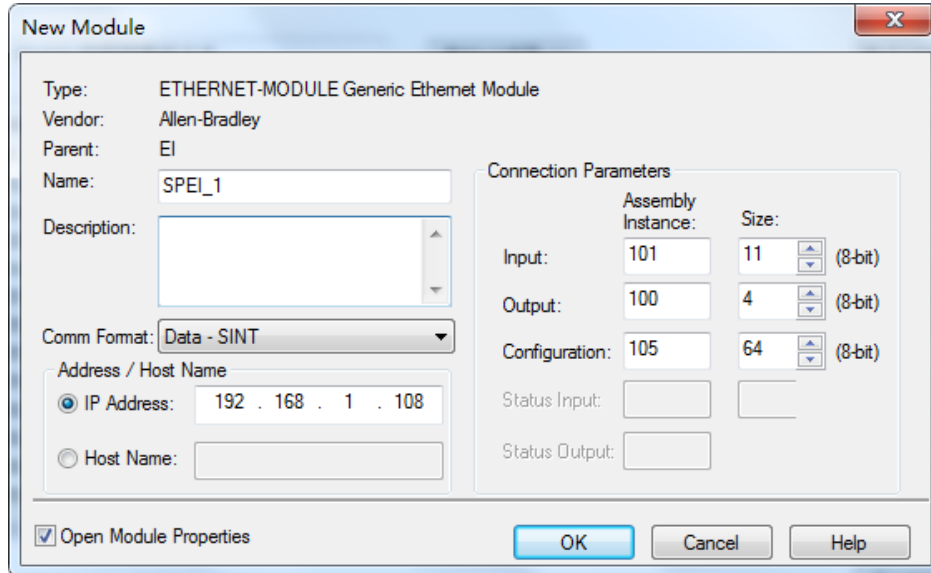 New Module
Type: ETHERNET-MODULE Generic Ethernet Module
Vendor: Allen-Bradley
Parent: EI
Name: SPEI_1
Description:
Comm Format: Data - SINT
Address / Host Name
IP Address: 192 . 168 . 1 . 108
Host Name:
Connection Parameters
Assembly Instance: Size:
Input: 101 11 (8-bit)
Output: 100 4 (8-bit)
Configuration: 105 64 (8-bit)
Status Input:
Status Output:
Open Module Properties
OK Cancel Help